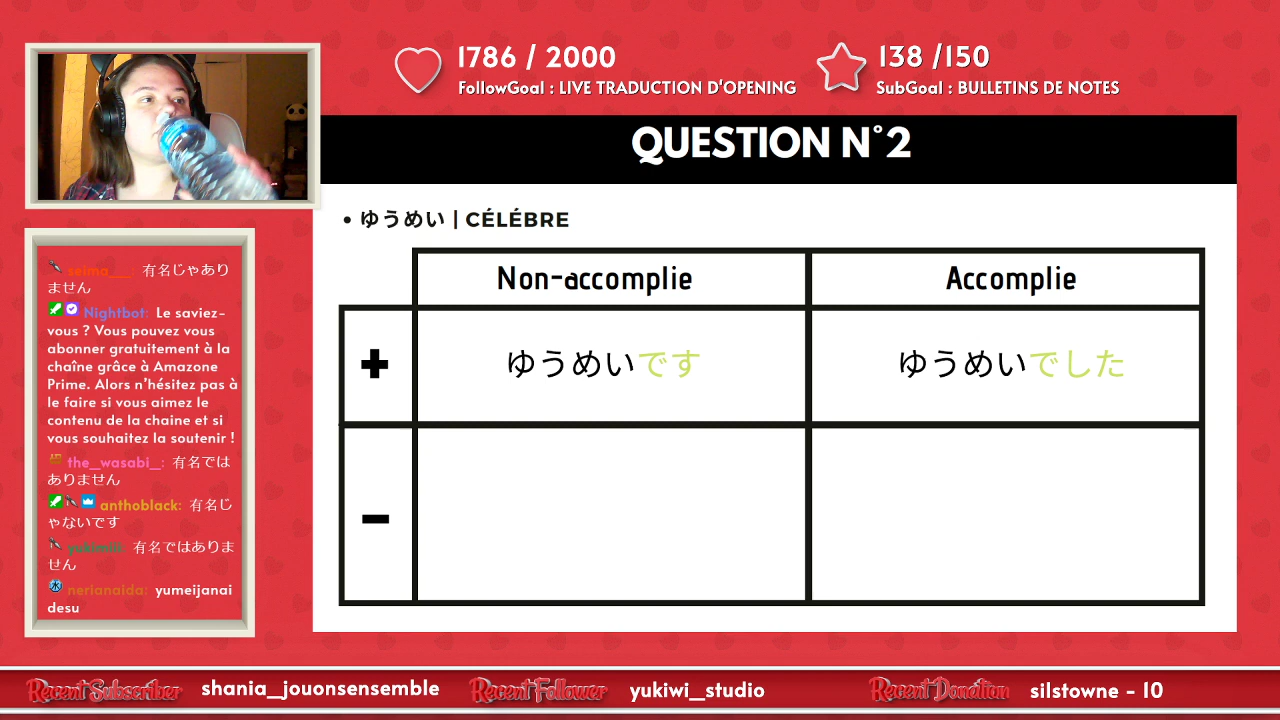 1786 / 2000
FollowGoal : LIVE TRADUCTION D'OPENING
138 /150
SubGoal : BULLETINS DE NOTES
QUESTION N°2
• ゆうめい | CÉLÉBRE
Non-accomplie
Accomplie
+
ゆうめいです
ゆうめいでした
-
seima___: 有名じゃあり
ません
Nightbot: Le saviez-
vous ? Vous pouvez vous
abonner gratuitement à la
chaîne grâce à Amazone
Prime. Alors n'hésitez pas à
le faire si vous aimez le
contenu de la chaine et si
vous souhaitez la soutenir !
the_wasabi_: 有名では
ありません
anthoblack: 有名じ
ゃないです
yukimiii: 有名ではありま
せん
nerianaida: yumeijanai
desu
Recent Subscriber
shania_jouonsensemble
Recent Follower
yukiwi_studio
Recent Donation
silstowne - 10